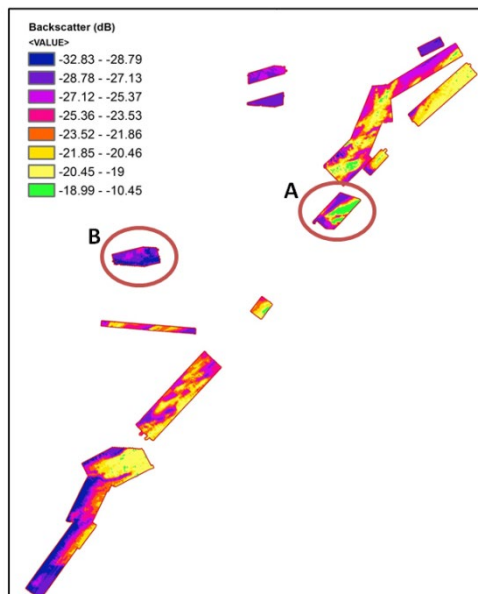 Backscatter (dB)
<VALUE>
-32.83 - -28.79
-28.78 - -27.13
-27.12 - -25.37
-25.36 - -23.53
-23.52 - -21.86
-21.85 - -20.46
-20.45 - -19
-18.99 - -10.45
A
B